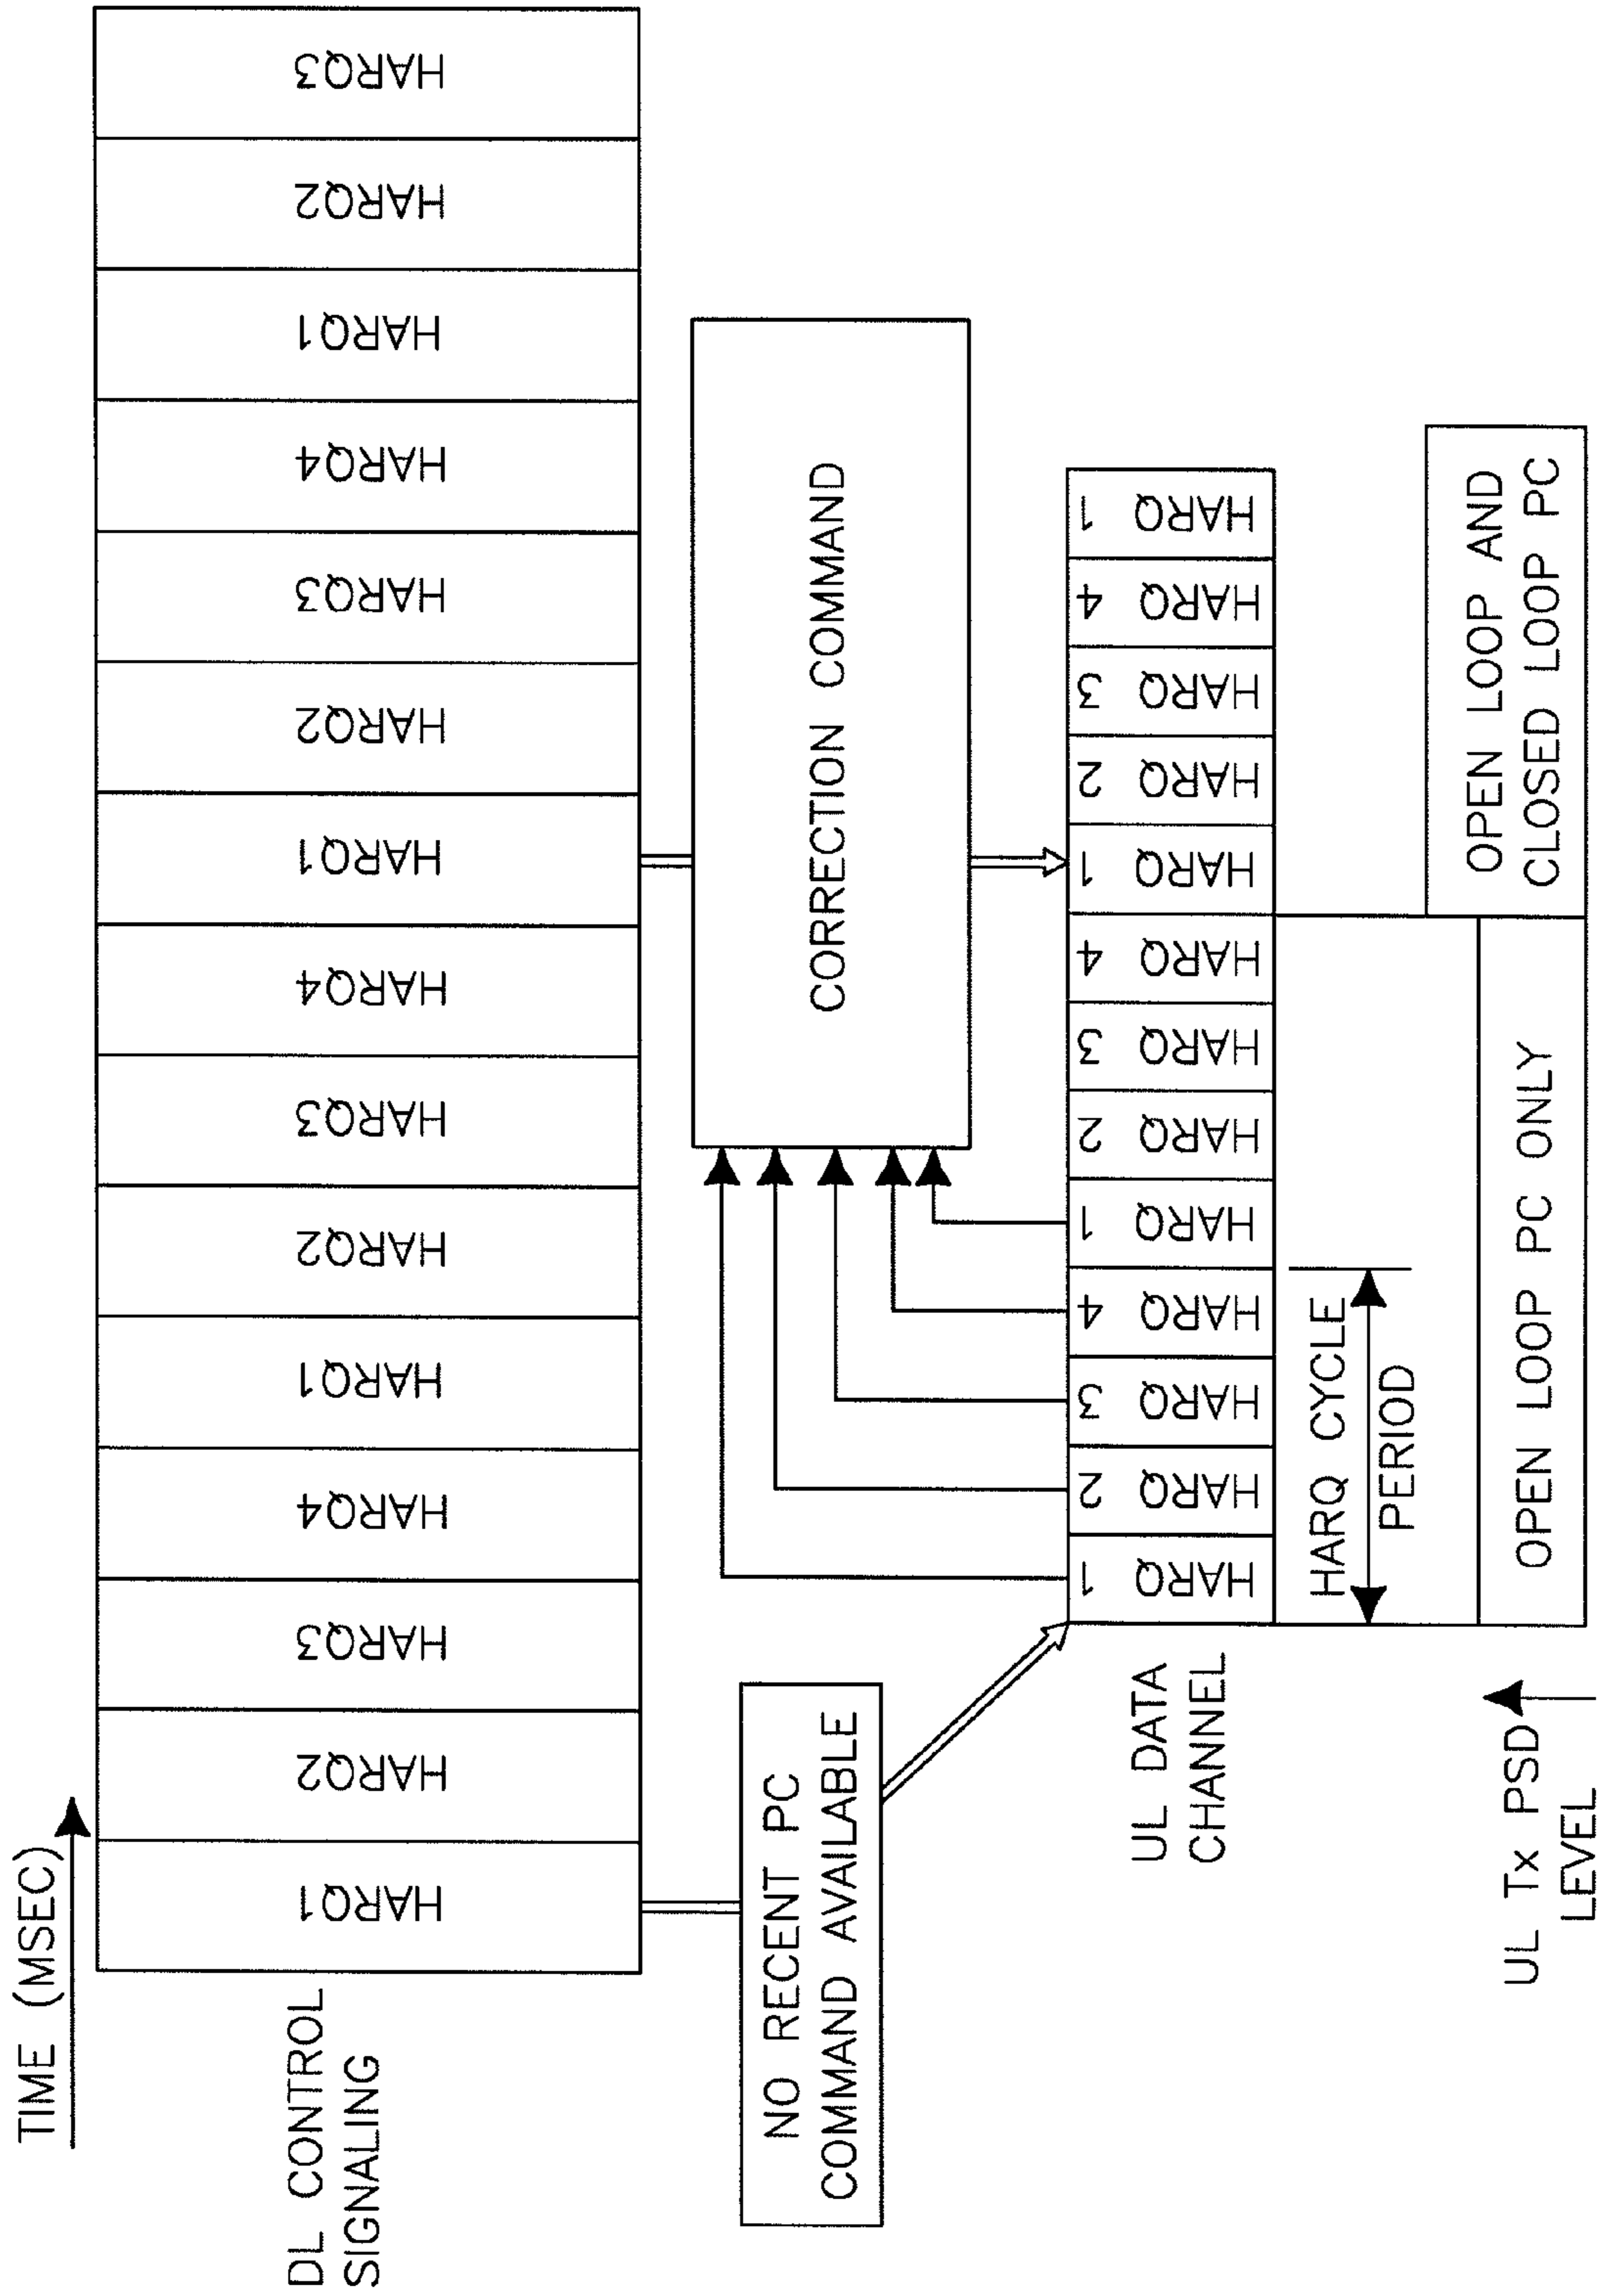 TIME (MSEC)
DL CONTROL
SIGNALING
HARQ1
HARQ2
HARQ3
HARQ4
HARQ1
HARQ2
HARQ3
HARQ4
HARQ1
HARQ2
HARQ3
HARQ4
HARQ1
HARQ2
HARQ3
NO RECENT PC
COMMAND AVAILABLE
CORRECTION COMMAND
UL DATA
CHANNEL
HARQ 1
HARQ 2
HARQ 3
HARQ 4
HARQ 1
HARQ 2
HARQ 3
HARQ 4
HARQ 1
HARQ 2
HARQ 3
HARQ 4
HARQ 1
HARQ CYCLE
PERIOD
UL Tx PSD
LEVEL
OPEN LOOP PC ONLY
OPEN LOOP AND
CLOSED LOOP PC